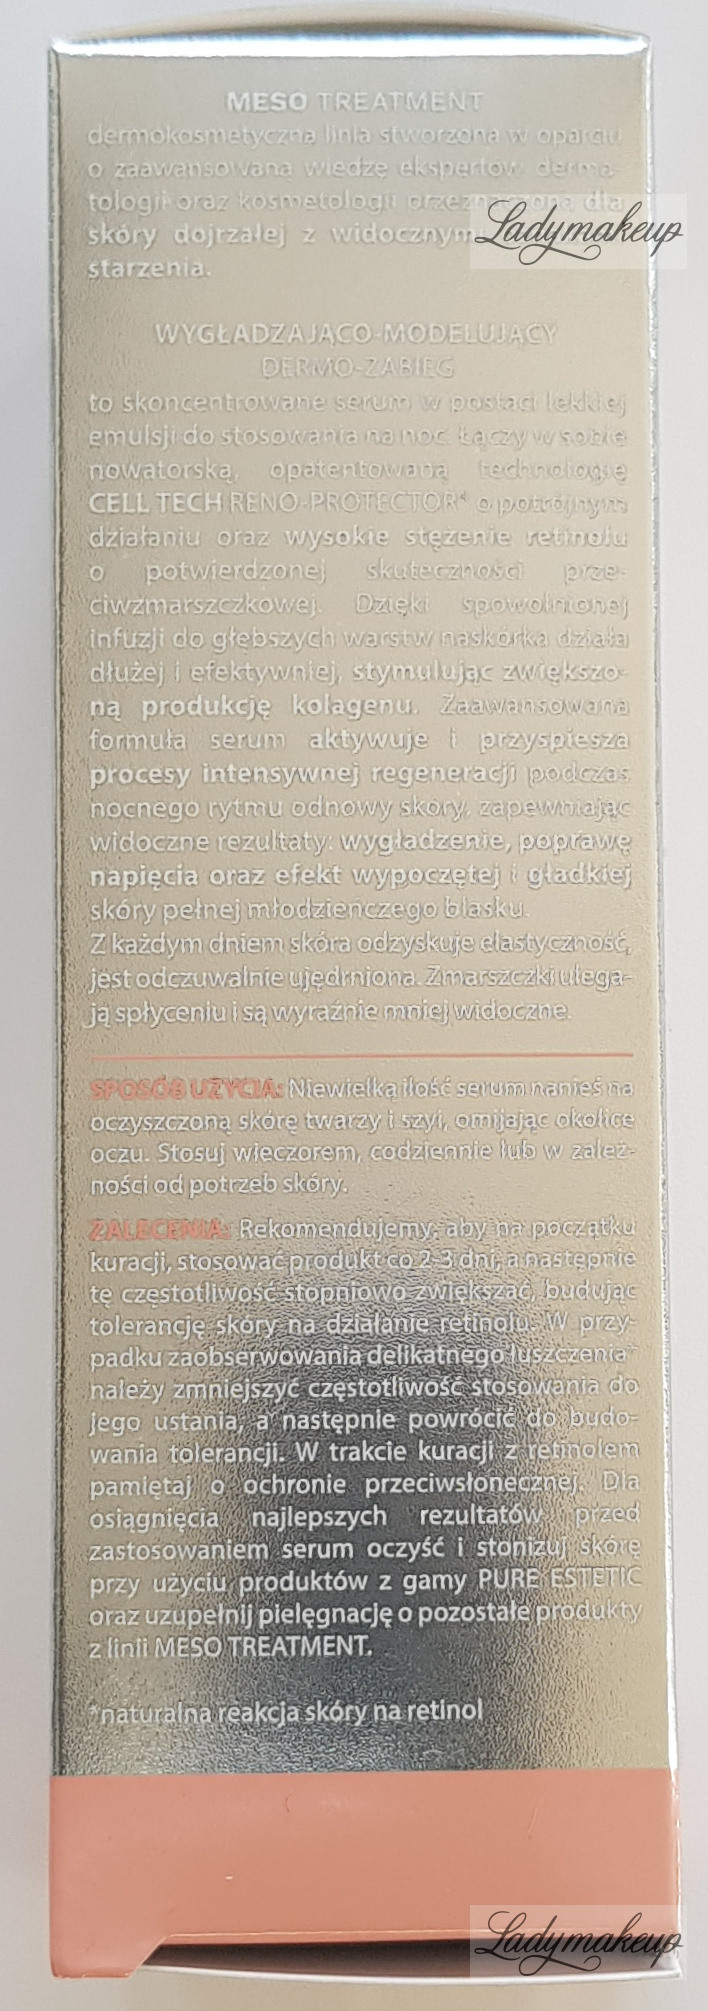 MESO TREATMENT
dermokosmetyczna linia stworzona w oparciu
o zaawansowaną wiedzę ekspertów derma-
tologii oraz kosmetologii przeznaczona dla
Ladymakeup
skóry dojrzałej z widocznymi
starzenia.
WYGŁADZAJĄCO-MODELUJĄCY
DERMO-ZABIEG
to skoncentrowane serum w postaci lekkiej
emulsji do stosowania na noc. Łączy w sobie
nowatorską, opatentowaną technologię
CELL TECH RENO-PROTECTOR* o potrójnym
działaniu oraz wysokie stężenie retinolu
o potwierdzonej skuteczności prze-
ciwzmarszczkowej. Dzięki spowolnionej
infuzji do głębszych warstw naskórka działa
dłużej i efektywniej, stymulując zwiększo-
ną produkcję kolagenu. Zaawansowana
formuła serum aktywuje i przyspiesza
procesy intensywnej regeneracji podczas
nocnego rytmu odnowy skóry, zapewniając
widoczne rezultaty: wygładzenie, poprawę
napięcia oraz efekt wypoczętej i gładkiej
skóry pełnej młodzieńczego blasku.
Z każdym dniem skóra odzyskuje elastyczność,
jest odczuwalnie ujędrniona. Zmarszczki ulega-
ją spłyceniu i są wyraźnie mniej widoczne.
SPOSÓB UŻYCIA: Niewielką ilość serum nanieś na
oczyszczoną skórę twarzy i szyi, omijając okolice
oczu. Stosuj wieczorem, codziennie lub w zależ-
ności od potrzeb skóry.
ZALECENIA: Rekomendujemy, aby na początku
kuracji, stosować produkt co 2-3 dni, a następnie
tę częstotliwość stopniowo zwiększać, budując
tolerancję skóry na działanie retinolu. W przy-
padku zaobserwowania delikatnego łuszczenia*
należy zmniejszyć częstotliwość stosowania do
jego ustania, a następnie powrócić do budo-
wania tolerancji. W trakcie kuracji z retinolem
pamiętaj o ochronie przeciwsłonecznej. Dla
osiągnięcia najlepszych rezultatów przed
zastosowaniem serum oczyść i stonizuj skórę
przy użyciu produktów z gamy PURE ESTETIC
oraz uzupełnij pielęgnację o pozostałe produkty
z linii MESO TREATMENT.
*naturalna reakcja skóry na retinol
Ladymakeup